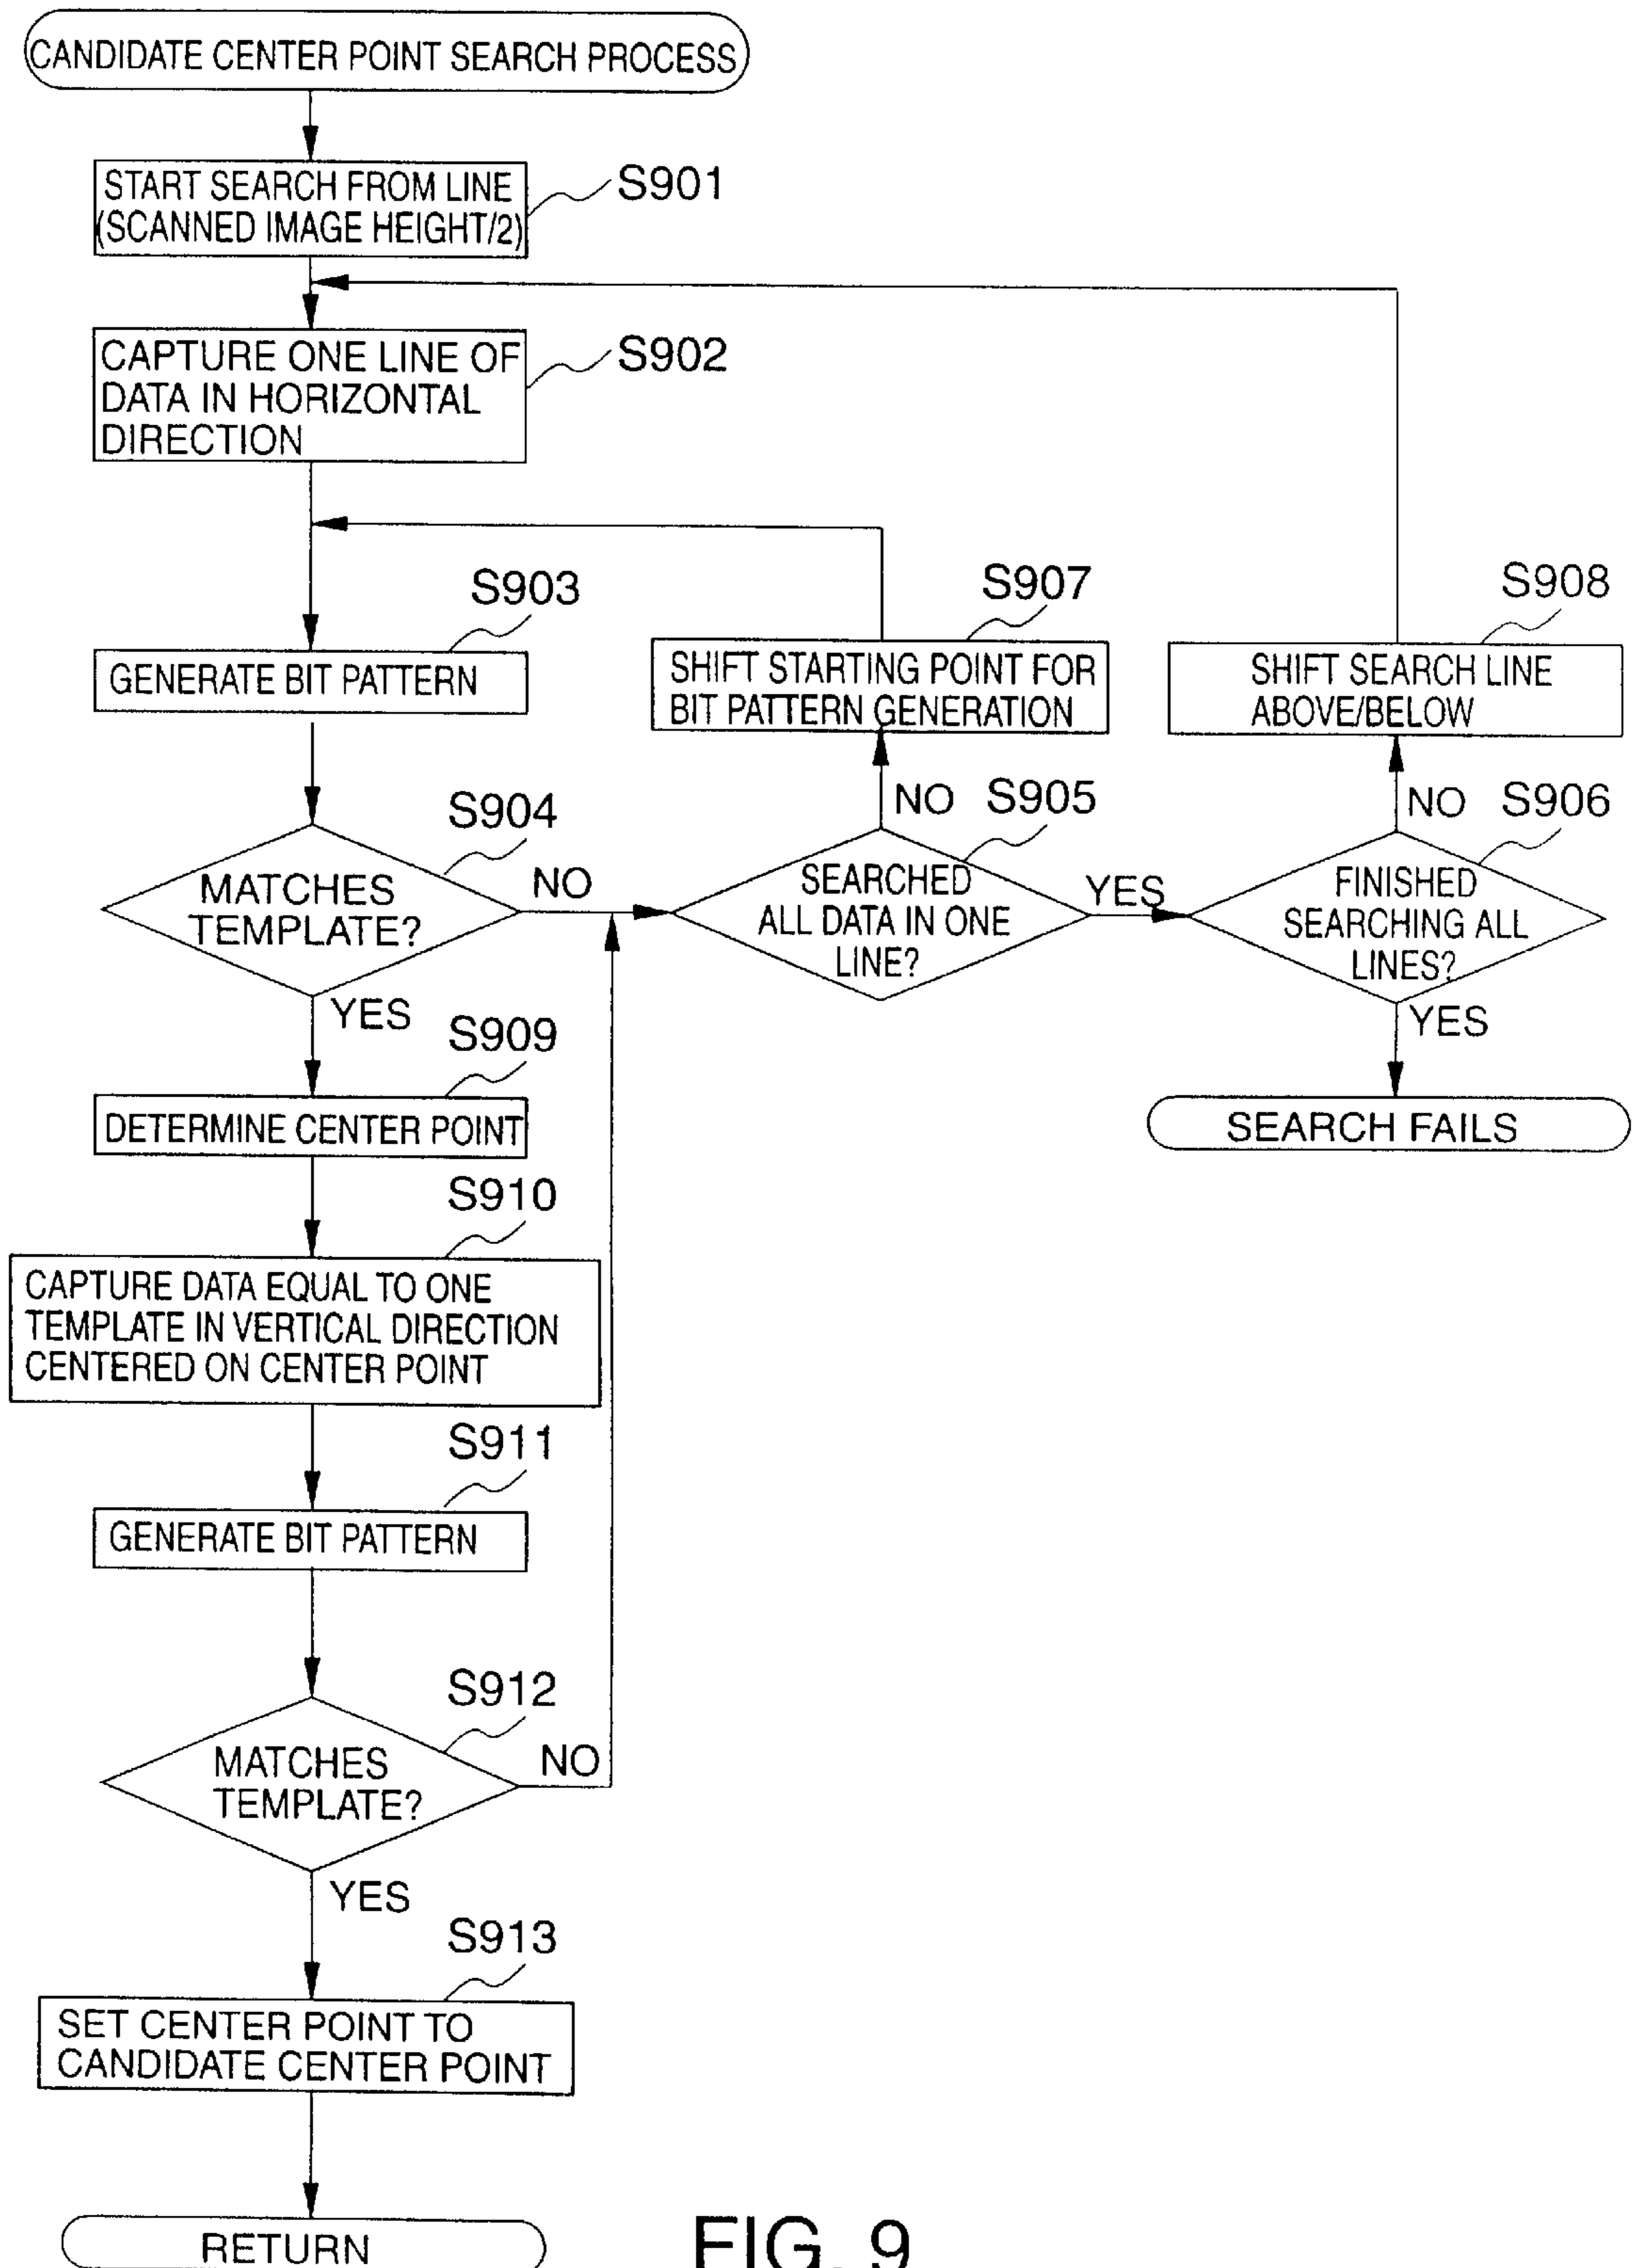 CANDIDATE CENTER POINT SEARCH PROCESS
START SEARCH FROM LINE
(SCANNED IMAGE HEIGHT/2)
S901
CAPTURE ONE LINE OF
DATA IN HORIZONTAL
DIRECTION
S902
S903
GENERATE BIT PATTERN
S907
SHIFT STARTING POINT FOR
BIT PATTERN GENERATION
S908
SHIFT SEARCH LINE
ABOVE/BELOW
S904
MATCHES
TEMPLATE?
NO
YES
NO
S905
SEARCHED
ALL DATA IN ONE
LINE?
YES
NO
S906
FINISHED
SEARCHING ALL
LINES?
YES
SEARCH FAILS
S909
DETERMINE CENTER POINT
S910
CAPTURE DATA EQUAL TO ONE
TEMPLATE IN VERTICAL DIRECTION
CENTERED ON CENTER POINT
S911
GENERATE BIT PATTERN
S912
MATCHES
TEMPLATE?
NO
YES
S913
SET CENTER POINT TO
CANDIDATE CENTER POINT
RETURN
FIG. 9